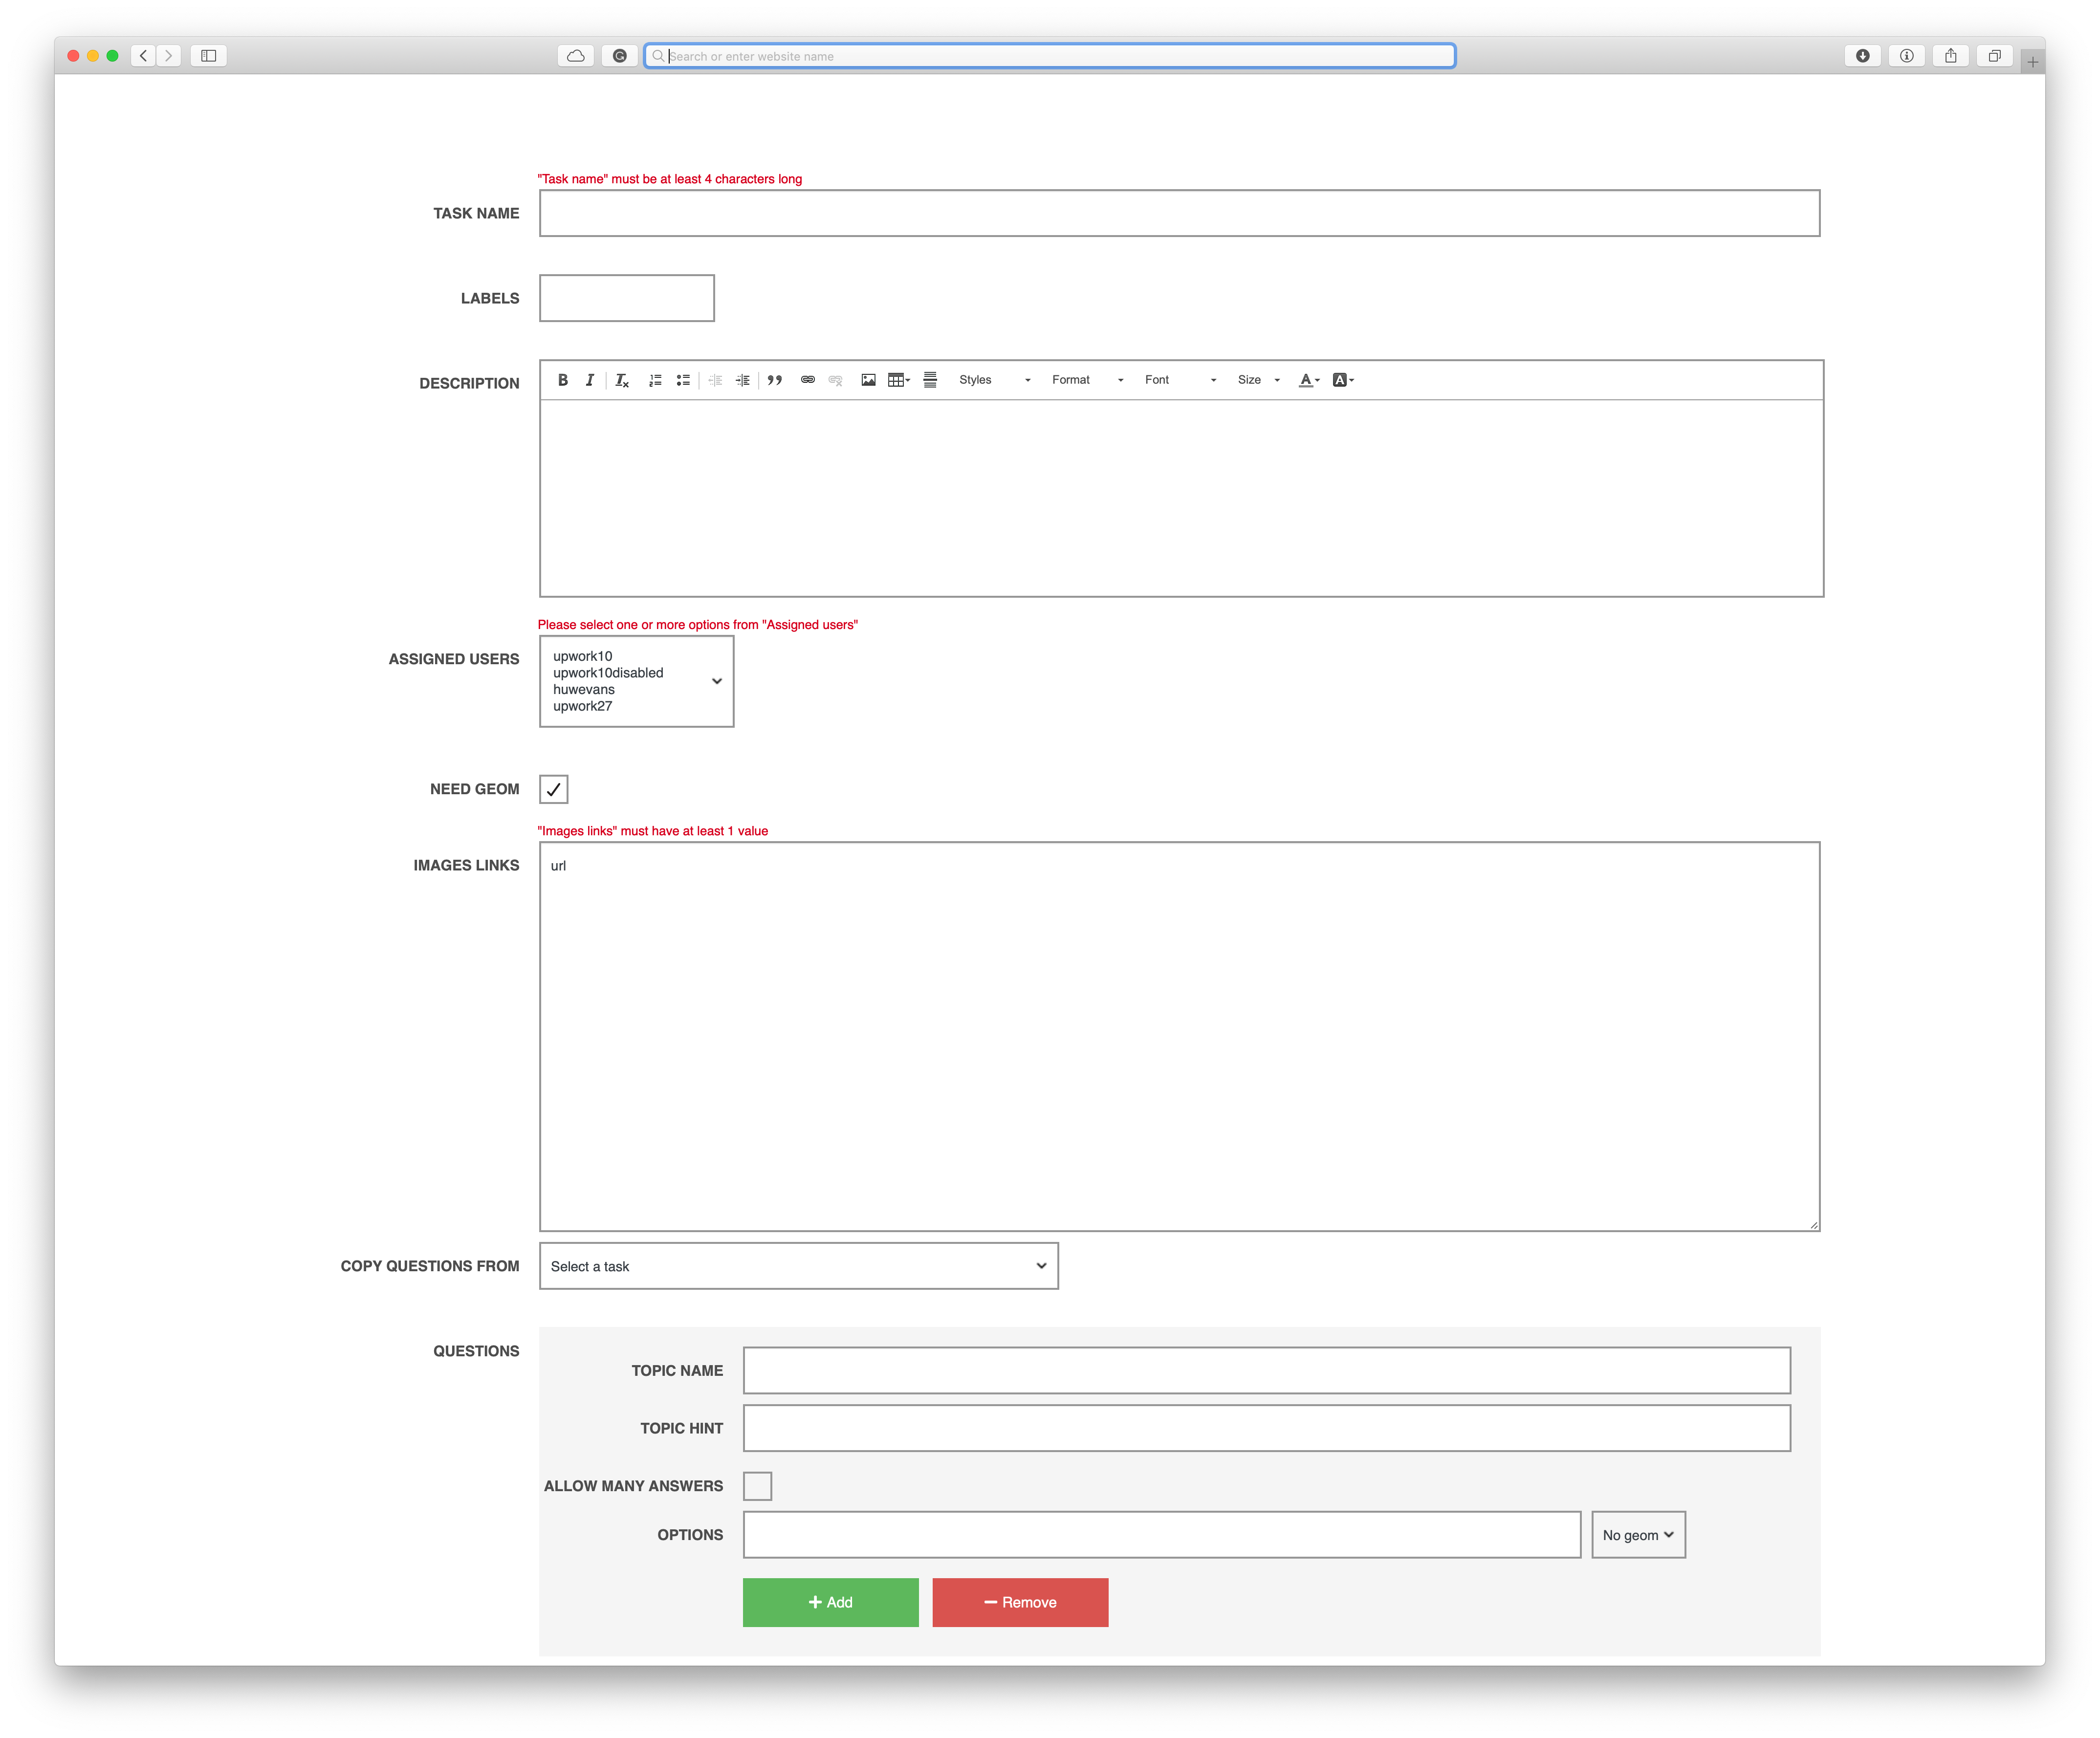 Search or enter website name
"Task name" must be at least 4 characters long
TASK NAME
LABELS
DESCRIPTION
Styles Format Font Size
Please select one or more options from "Assigned users"
ASSIGNED USERS
upwork10
upwork10disabled
huwevans
upwork27
NEED GEOM
"Images links" must have at least 1 value
IMAGES LINKS
url
COPY QUESTIONS FROM
Select a task
QUESTIONS
TOPIC NAME
TOPIC HINT
ALLOW MANY ANSWERS
OPTIONS
No geom
+ Add
− Remove